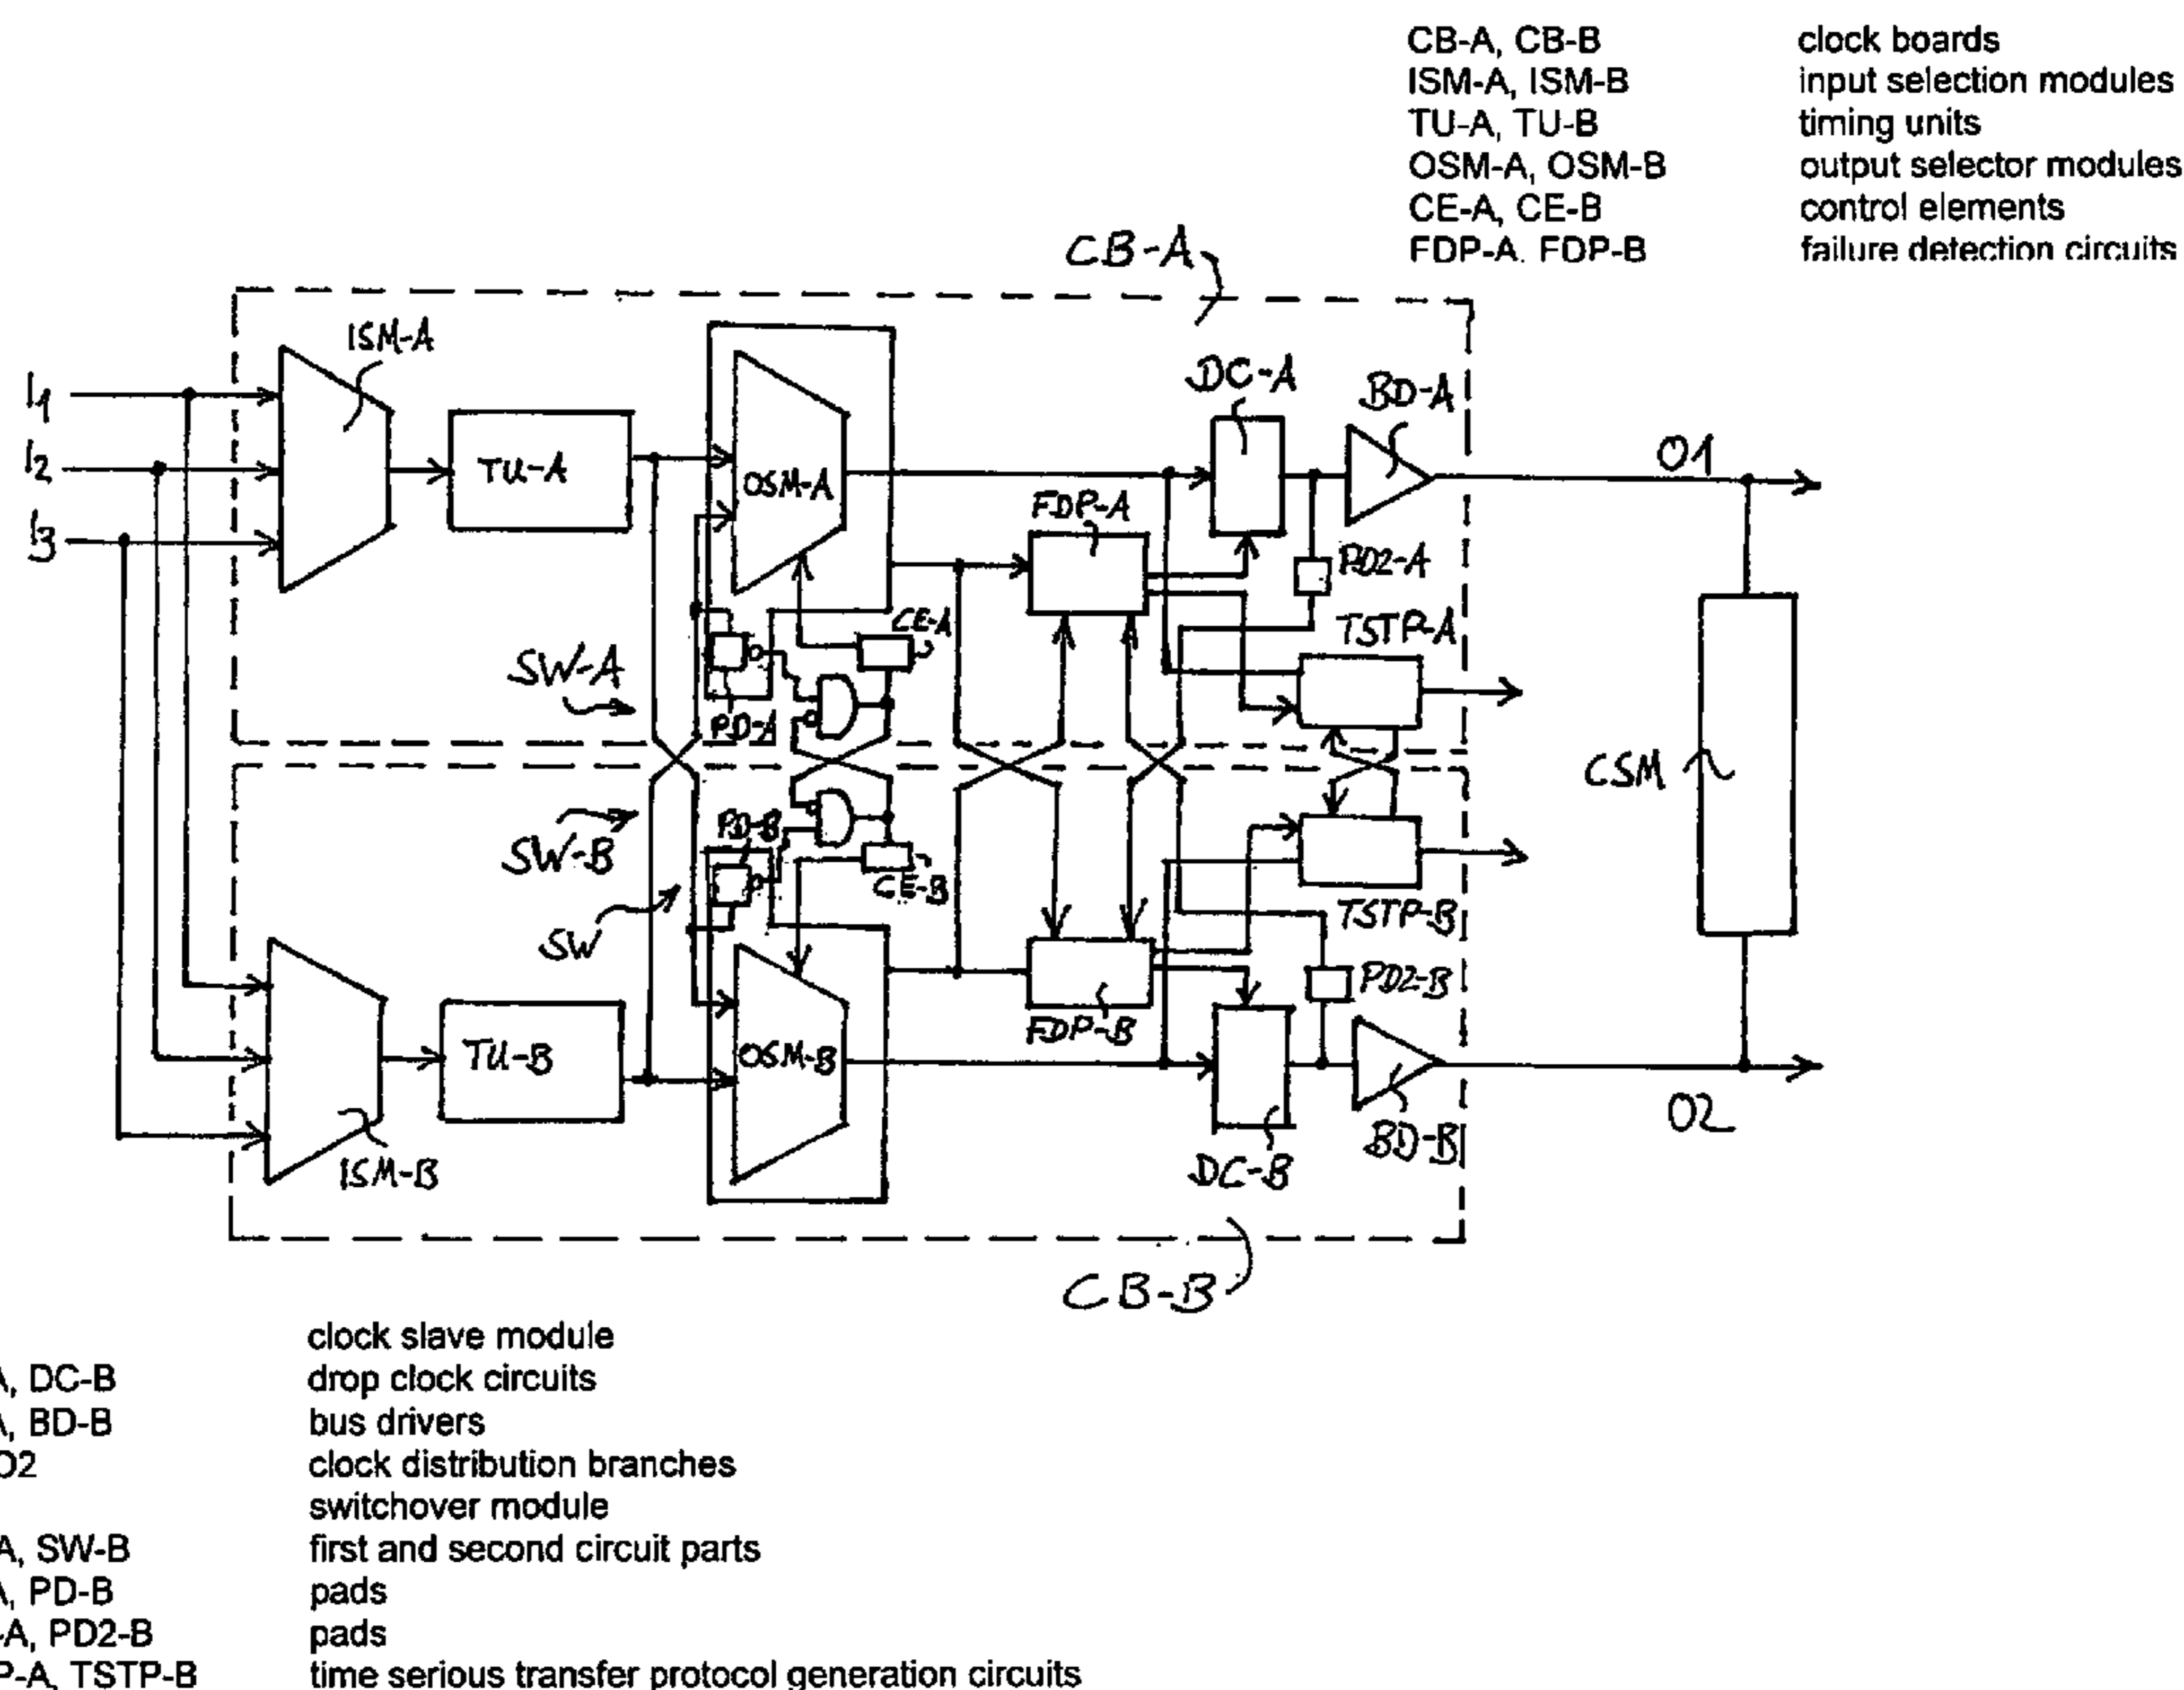 CB-A, CB-B clock boards
ISM-A, ISM-B input selection modules
TU-A, TU-B timing units
OSM-A, OSM-B output selector modules
CE-A, CE-B control elements
FDP-A. FDP-B failure detection circuits
CB-A
ISM-A
I1
I2
I3
TU-A
OSM-A
DC-A
BD-A
O1
FDP-A
PD2-A
CE-A
TSTP-A
SW-A
PD-A
CSM
SW-B
PD-B
CE-B
TSTP-B
SW
PD2-B
FDP-B
TU-B
OSM-B
O2
ISM-B
DC-B
BD-B
CB-B
clock slave module
A, DC-B drop clock circuits
A, BD-B bus drivers
O2 clock distribution branches
switchover module
A, SW-B first and second circuit parts
A, PD-B pads
-A, PD2-B pads
P-A, TSTP-B time serious transfer protocol generation circuits